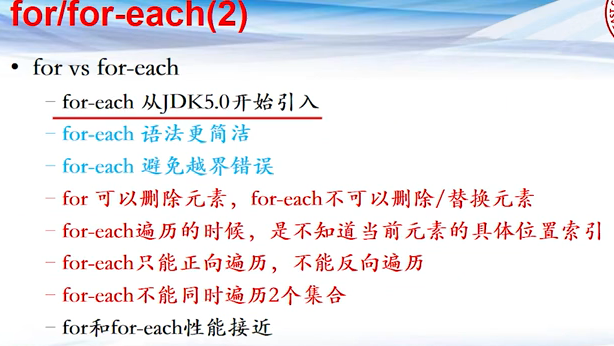 for/for-each(2)
• for vs for-each
– for-each 从JDK5.0开始引入
– for-each 语法更简洁
– for-each 避免越界错误
– for 可以删除元素，for-each不可以删除/替换元素
– for-each遍历的时候，是不知道当前元素的具体位置索引
– for-each只能正向遍历，不能反向遍历
– for-each不能同时遍历2个集合
– for和for-each性能接近